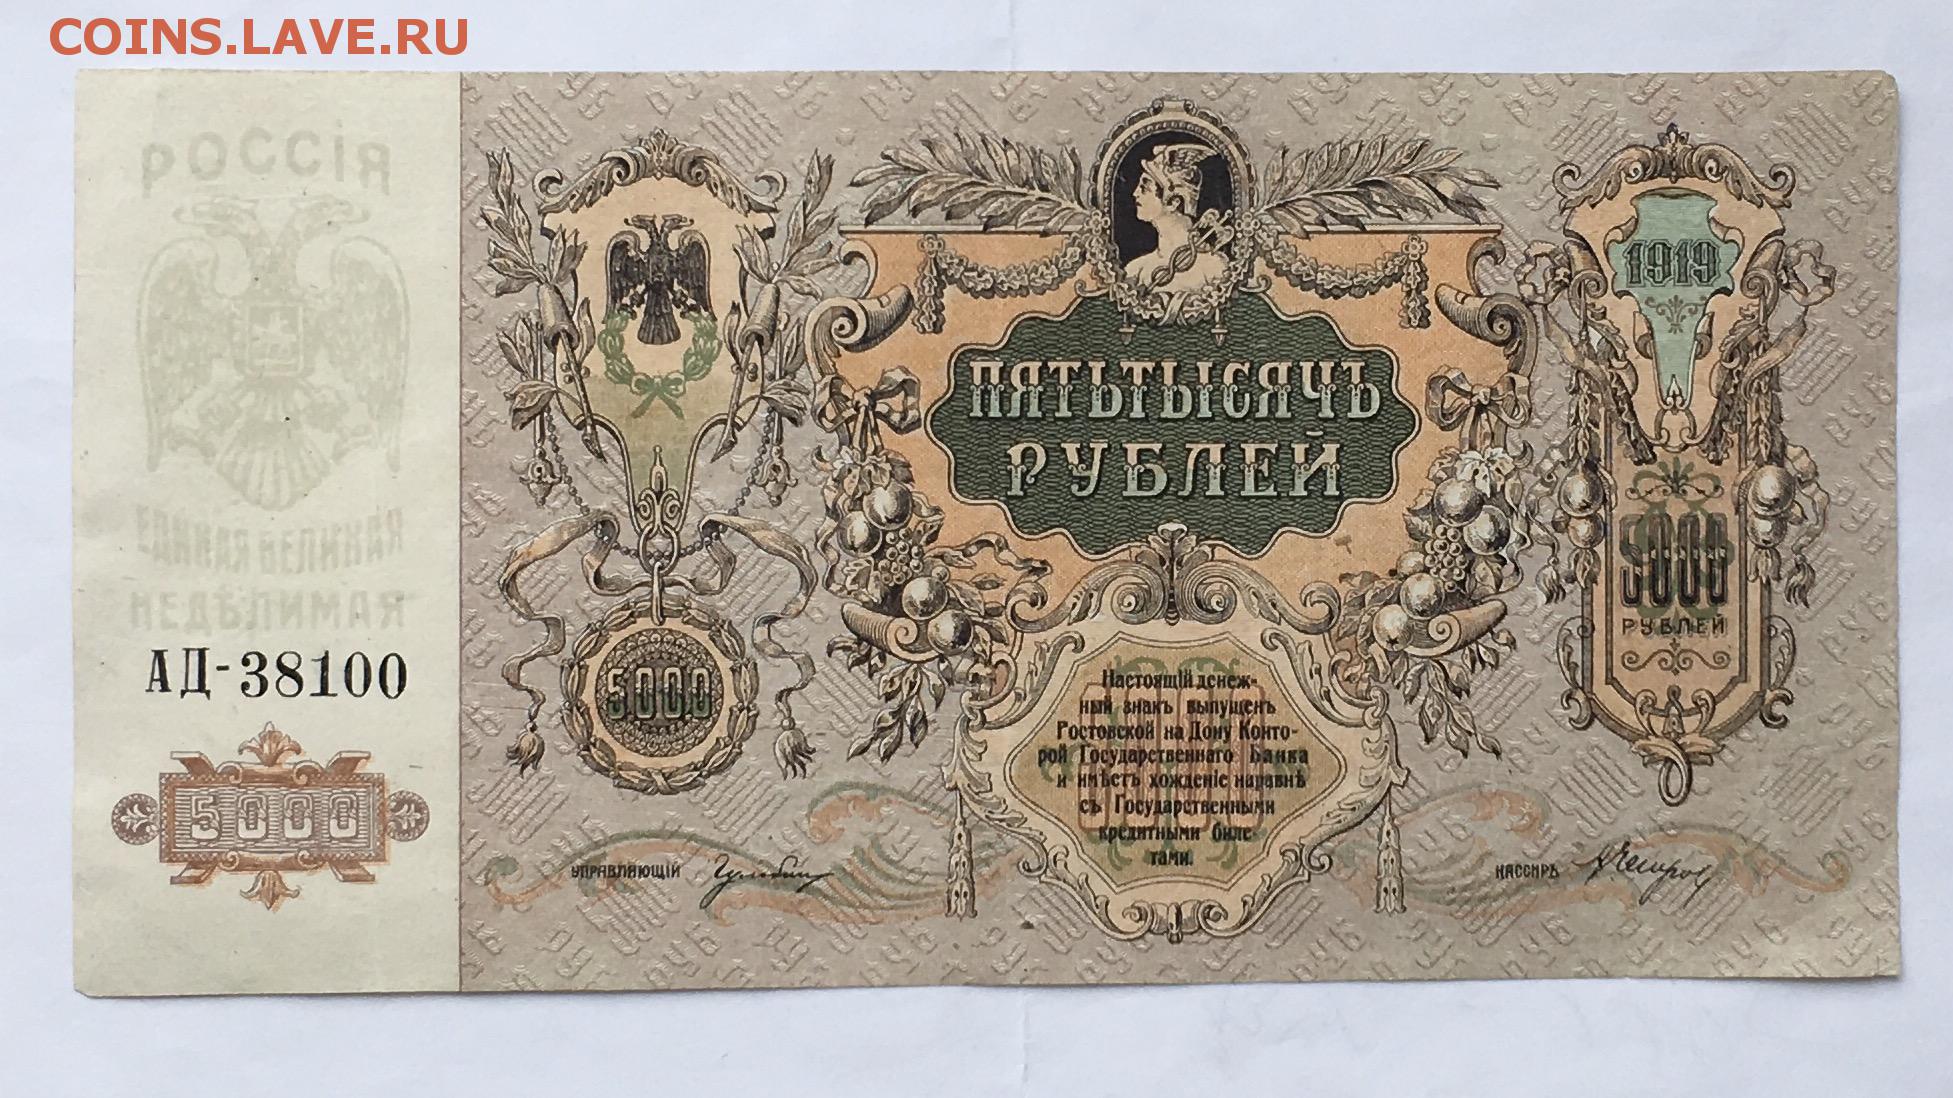 COINS.LAVE.RU
РОССІЯ
ЕДИНАЯ ВЕЛИКАЯ
НЕДѢЛИМАЯ
АД-38100
5000
5000
ПЯТЬТЫСЯЧЪ
РУБЛЕЙ
1919
5000
РУБЛЕЙ
Настоящій денеж-
ный знакъ выпущенъ
Ростовской на Дону Конто-
рой Государственнаго Банка
и имѣетъ хожденіе наравнѣ
съ Государственными
кредитными биле-
тами.
УПРАВЛЯЮЩІЙ
КАССИРЪ